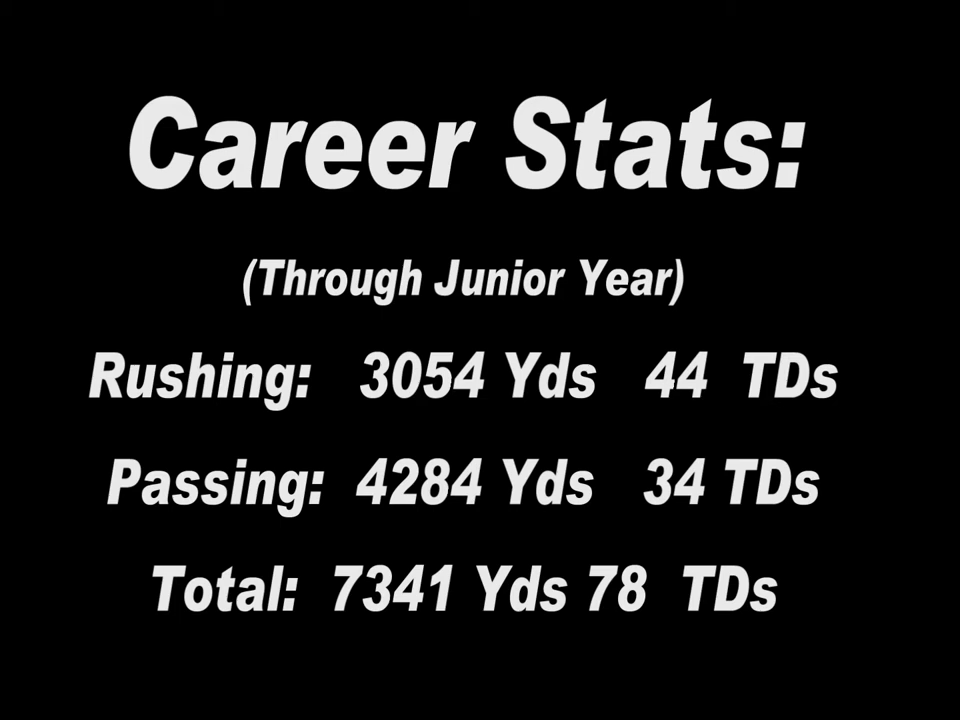 Career Stats:
(Through Junior Year)
Rushing: 3054 Yds 44 TDs
Passing: 4284 Yds 34 TDs
Total: 7341 Yds 78 TDs